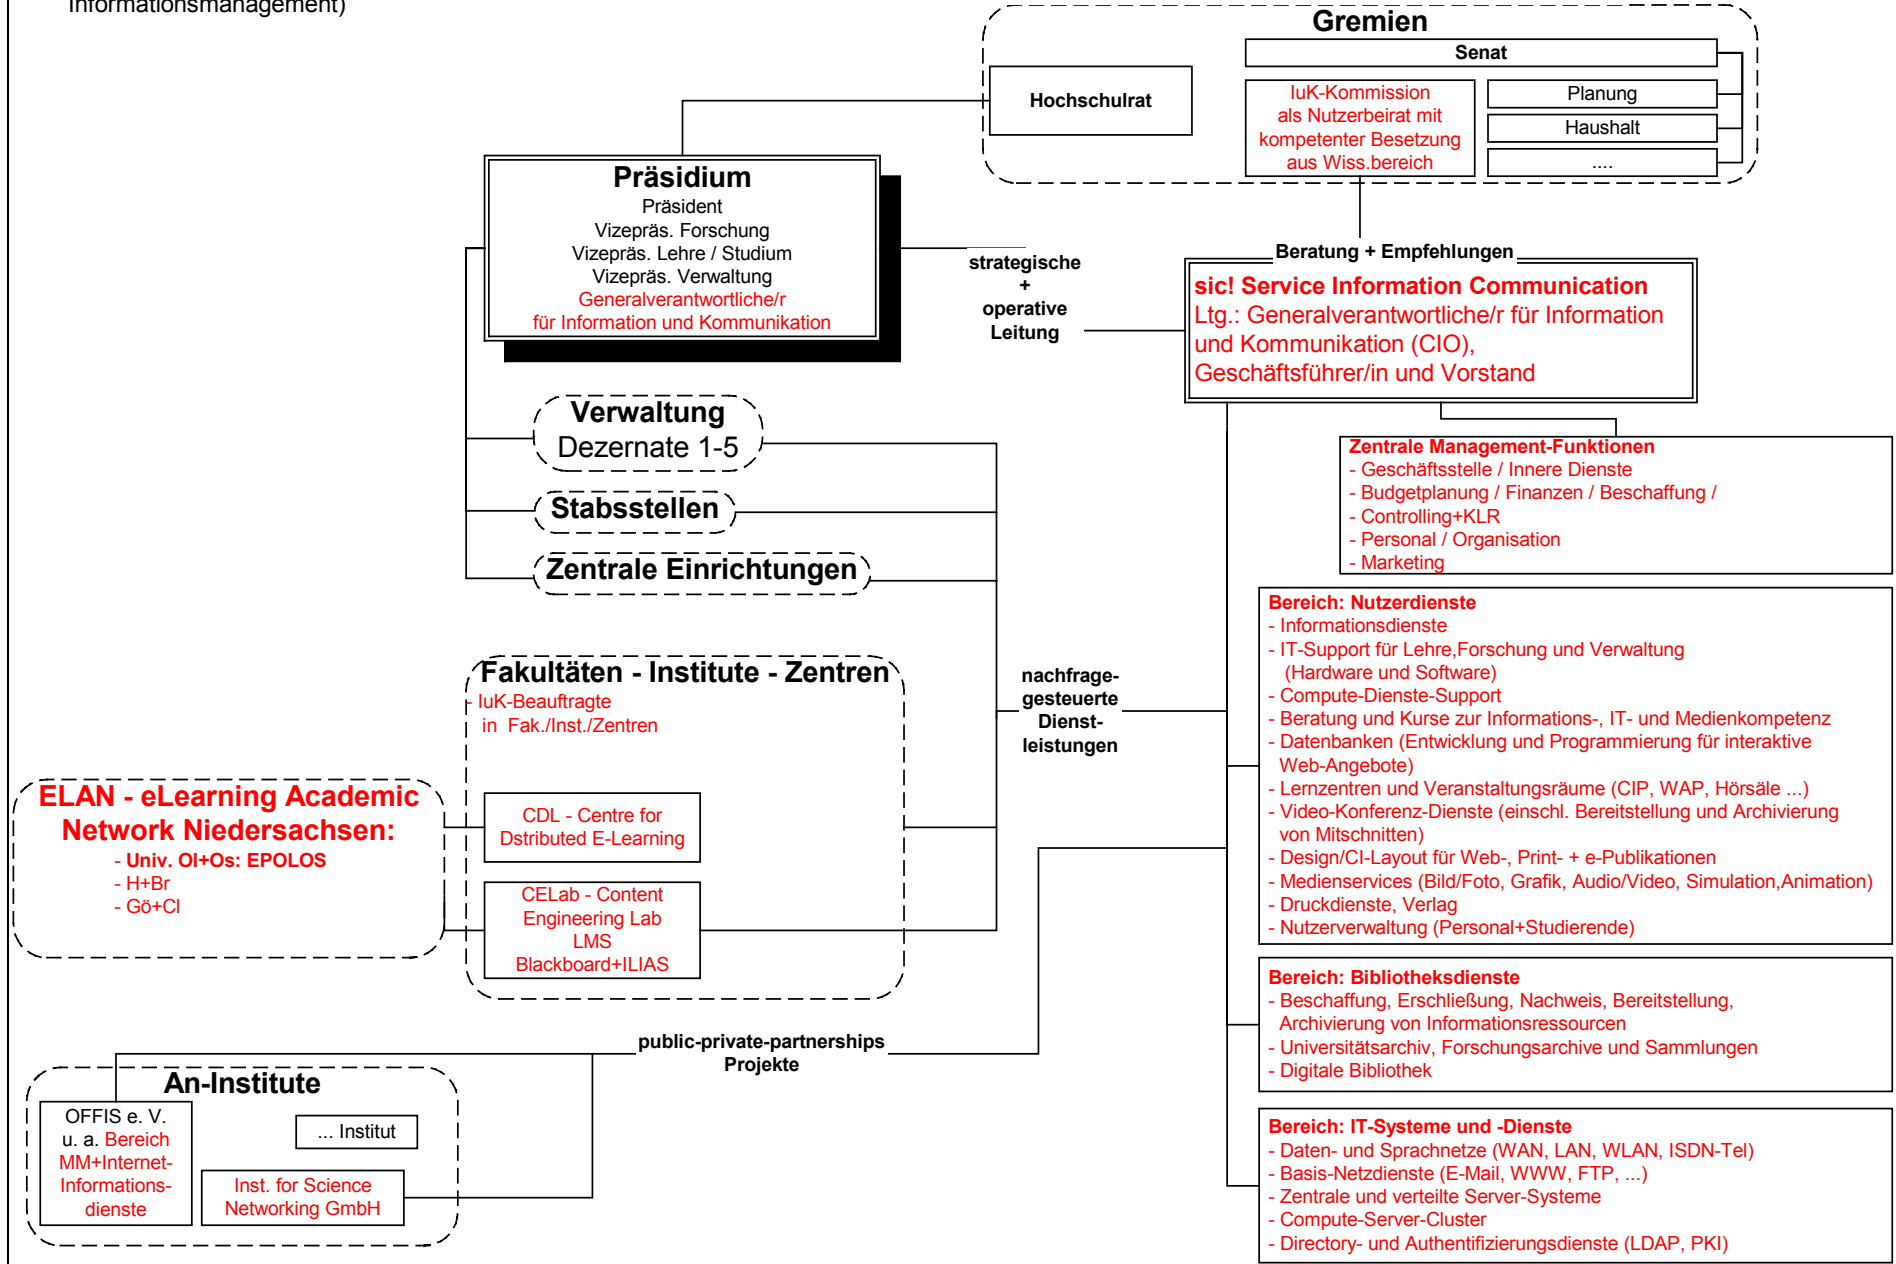 Informationsmanagement)
Gremien
Senat
Hochschulrat
IuK-Kommission
als Nutzerbeirat mit
kompetenter Besetzung
aus Wiss.bereich
Planung
Haushalt
....
Präsidium
Präsident
Vizepräs. Forschung
Vizepräs. Lehre / Studium
Vizepräs. Verwaltung
Generalverantwortliche/r
für Information und Kommunikation
strategische
+
operative
Leitung
Beratung + Empfehlungen
sic! Service Information Communication
Ltg.: Generalverantwortliche/r für Information
und Kommunikation (CIO),
Geschäftsführer/in und Vorstand
Verwaltung
Dezernate 1-5
Stabsstellen
Zentrale Einrichtungen
Zentrale Management-Funktionen
- Geschäftsstelle / Innere Dienste
- Budgetplanung / Finanzen / Beschaffung /
- Controlling+KLR
- Personal / Organisation
- Marketing
Fakultäten - Institute - Zentren
- IuK-Beauftragte
in  Fak./Inst./Zentren
nachfrage-
gesteuerte
Dienst-
leistungen
Bereich: Nutzerdienste
- Informationsdienste
- IT-Support für Lehre,Forschung und Verwaltung
(Hardware und Software)
- Compute-Dienste-Support
- Beratung und Kurse zur Informations-, IT- und Medienkompetenz
- Datenbanken (Entwicklung und Programmierung für interaktive
Web-Angebote)
- Lernzentren und Veranstaltungsräume (CIP, WAP, Hörsäle ...)
- Video-Konferenz-Dienste (einschl. Bereitstellung und Archivierung
von Mitschnitten)
- Design/CI-Layout für Web-, Print- + e-Publikationen
- Medienservices (Bild/Foto, Grafik, Audio/Video, Simulation,Animation)
- Druckdienste, Verlag
- Nutzerverwaltung (Personal+Studierende)
ELAN - eLearning Academic
Network Niedersachsen:
- Univ. Ol+Os: EPOLOS
- H+Br
- Gö+Cl
CDL - Centre for
Dstributed E-Learning
CELab - Content
Engineering Lab
LMS
Blackboard+ILIAS
Bereich: Bibliotheksdienste
- Beschaffung, Erschließung, Nachweis, Bereitstellung,
Archivierung von Informationsressourcen
- Universitätsarchiv, Forschungsarchive und Sammlungen
- Digitale Bibliothek
public-private-partnerships
Projekte
An-Institute
OFFIS e. V.
u. a. Bereich
MM+Internet-
Informations-
dienste
... Institut
Inst. for Science
Networking GmbH
Bereich: IT-Systeme und -Dienste
- Daten- und Sprachnetze (WAN, LAN, WLAN, ISDN-Tel)
- Basis-Netzdienste (E-Mail, WWW, FTP, ...)
- Zentrale und verteilte Server-Systeme
- Compute-Server-Cluster
- Directory- und Authentifizierungsdienste (LDAP, PKI)